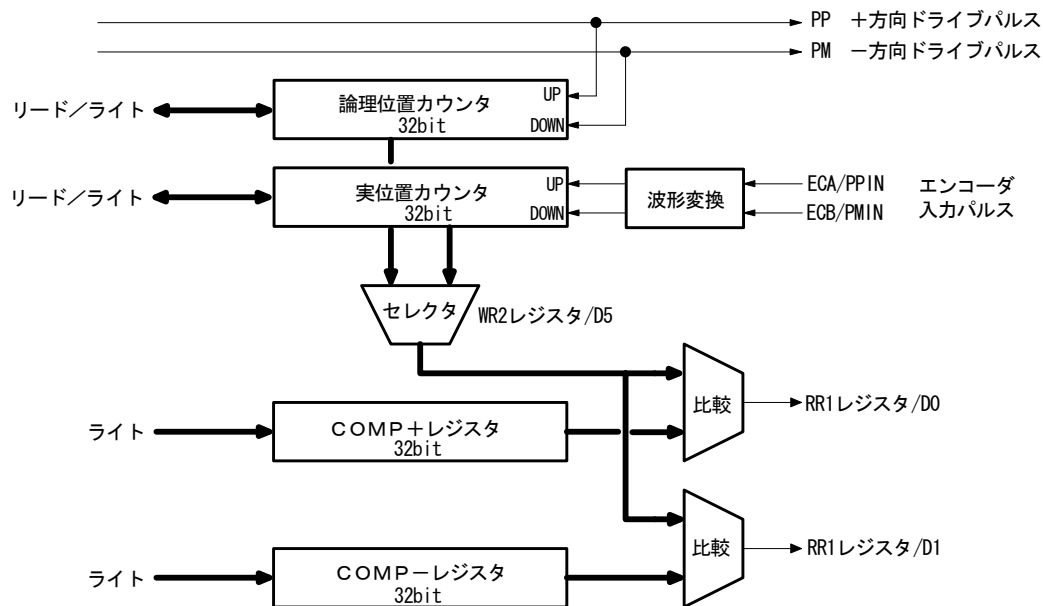 PP ＋方向ドライブパルス
PM －方向ドライブパルス
リード／ライト
論理位置カウンタ
32bit
UP
DOWN
リード／ライト
実位置カウンタ
32bit
UP
DOWN
波形変換
ECA/PPIN
ECB/PMIN
エンコーダ
入力パルス
セレクタ
WR2レジスタ/D5
比較
RR1レジスタ/D0
ライト
ＣＯＭＰ＋レジスタ
32bit
比較
RR1レジスタ/D1
ライト
ＣＯＭＰ－レジスタ
32bit